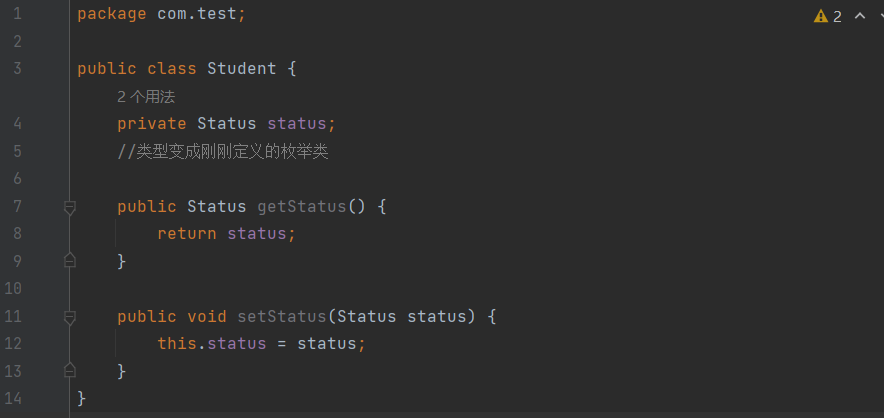 1 package com.test; 2
2
3 public class Student {
2 个用法
4 private Status status;
5 //类型变成刚刚定义的枚举类
6
7 public Status getStatus() {
8 return status;
9 }
10
11 public void setStatus(Status status) {
12 this.status = status;
13 }
14 }